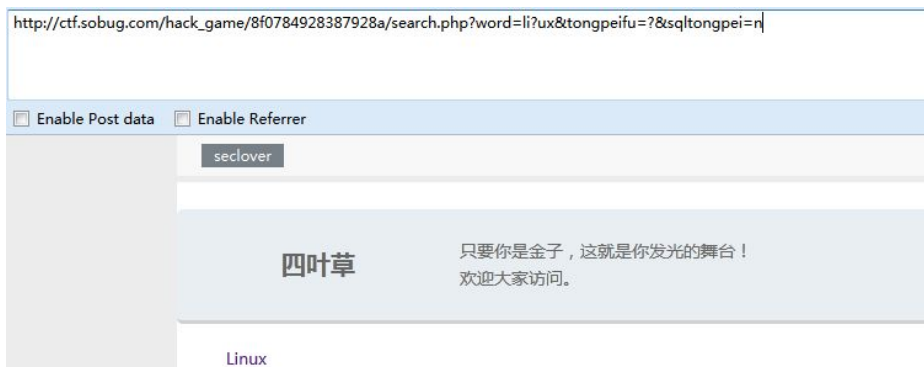 http://ctf.sobug.com/hack_game/8f0784928387928a/search.php?word=li?ux&tongpeifu=?&sqltongpei=n
Enable Post data Enable Referrer
seclover
四叶草
只要你是金子，这就是你发光的舞台！
欢迎大家访问。
Linux